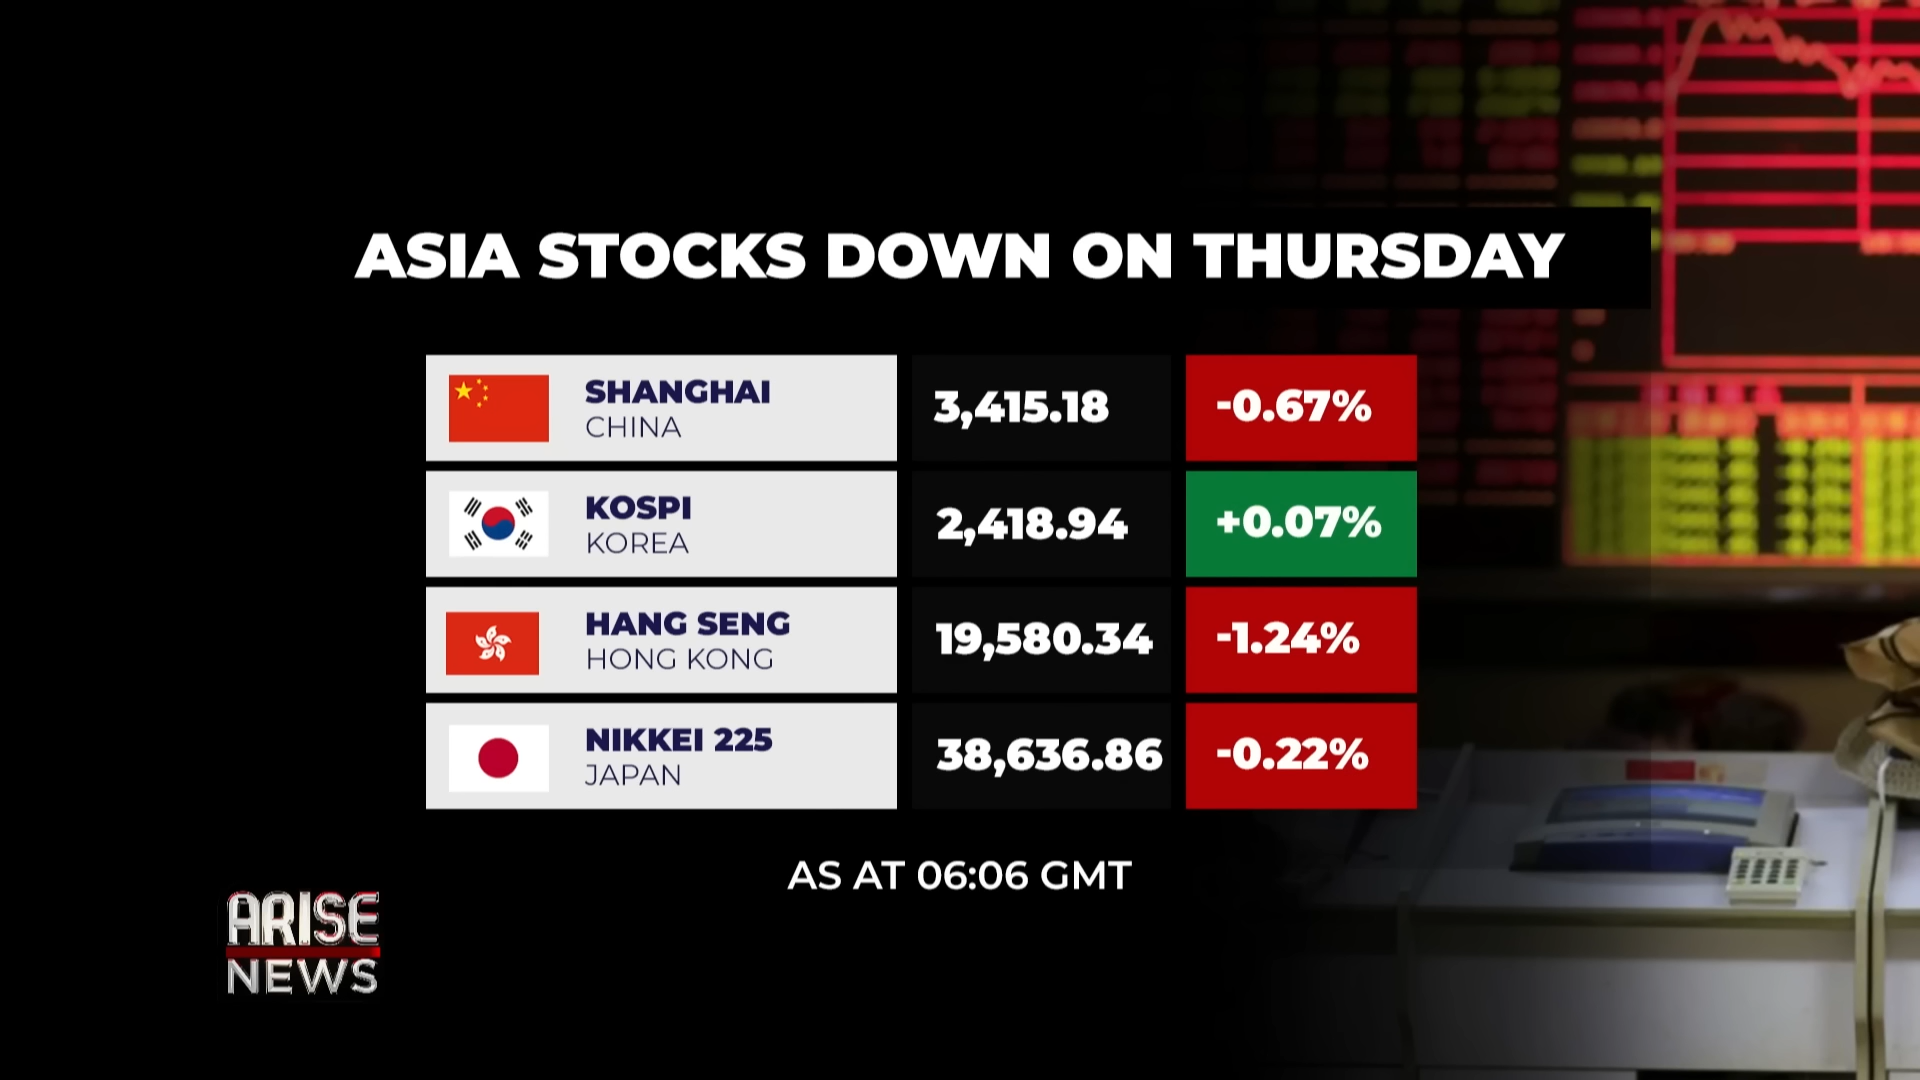 ASIA STOCKS DOWN ON THURSDAY
SHANGHAI
CHINA
3,415.18
-0.67%
KOSPI
KOREA
2,418.94
+0.07%
HANG SENG
HONG KONG
19,580.34
-1.24%
NIKKEI 225
JAPAN
38,636.86
-0.22%
AS AT 06:06 GMT
ARISE
NEWS